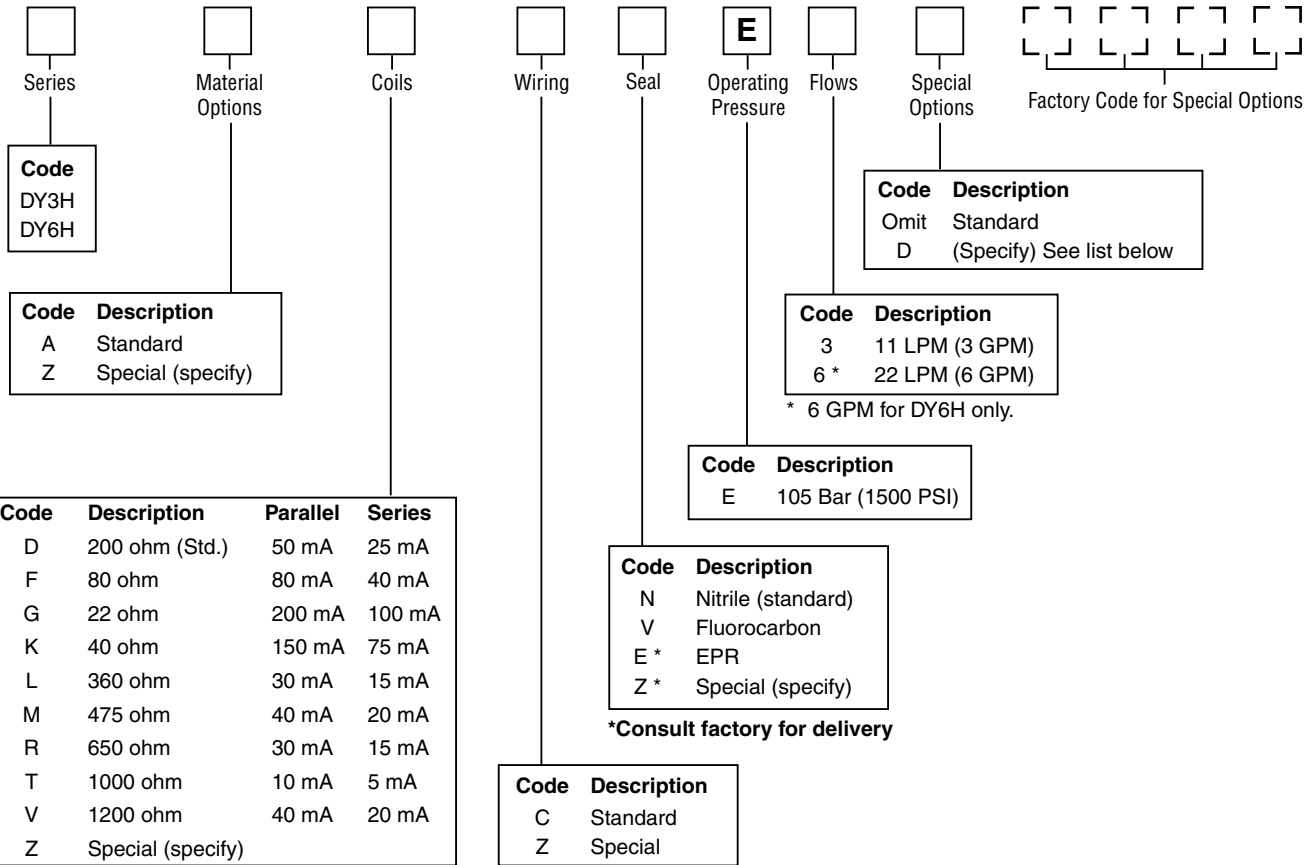 E
Series
Material
Options
Coils
Wiring
Seal
Operating
Pressure
Flows
Special
Options
Factory Code for Special Options
Code
DY3H
DY6H
Code Description
Omit Standard
D (Specify) See list below
Code Description
A Standard
Z Special (specify)
Code Description
3 11 LPM (3 GPM)
6 * 22 LPM (6 GPM)
* 6 GPM for DY6H only.
Code Description
E 105 Bar (1500 PSI)
Code Description Parallel Series
D 200 ohm (Std.) 50 mA 25 mA
F 80 ohm 80 mA 40 mA
G 22 ohm 200 mA 100 mA
K 40 ohm 150 mA 75 mA
L 360 ohm 30 mA 15 mA
M 475 ohm 40 mA 20 mA
R 650 ohm 30 mA 15 mA
T 1000 ohm 10 mA 5 mA
V 1200 ohm 40 mA 20 mA
Z Special (specify)
Code Description
N Nitrile (standard)
V Fluorocarbon
E * EPR
Z * Special (specify)
*Consult factory for delivery
Code Description
C Standard
Z Special